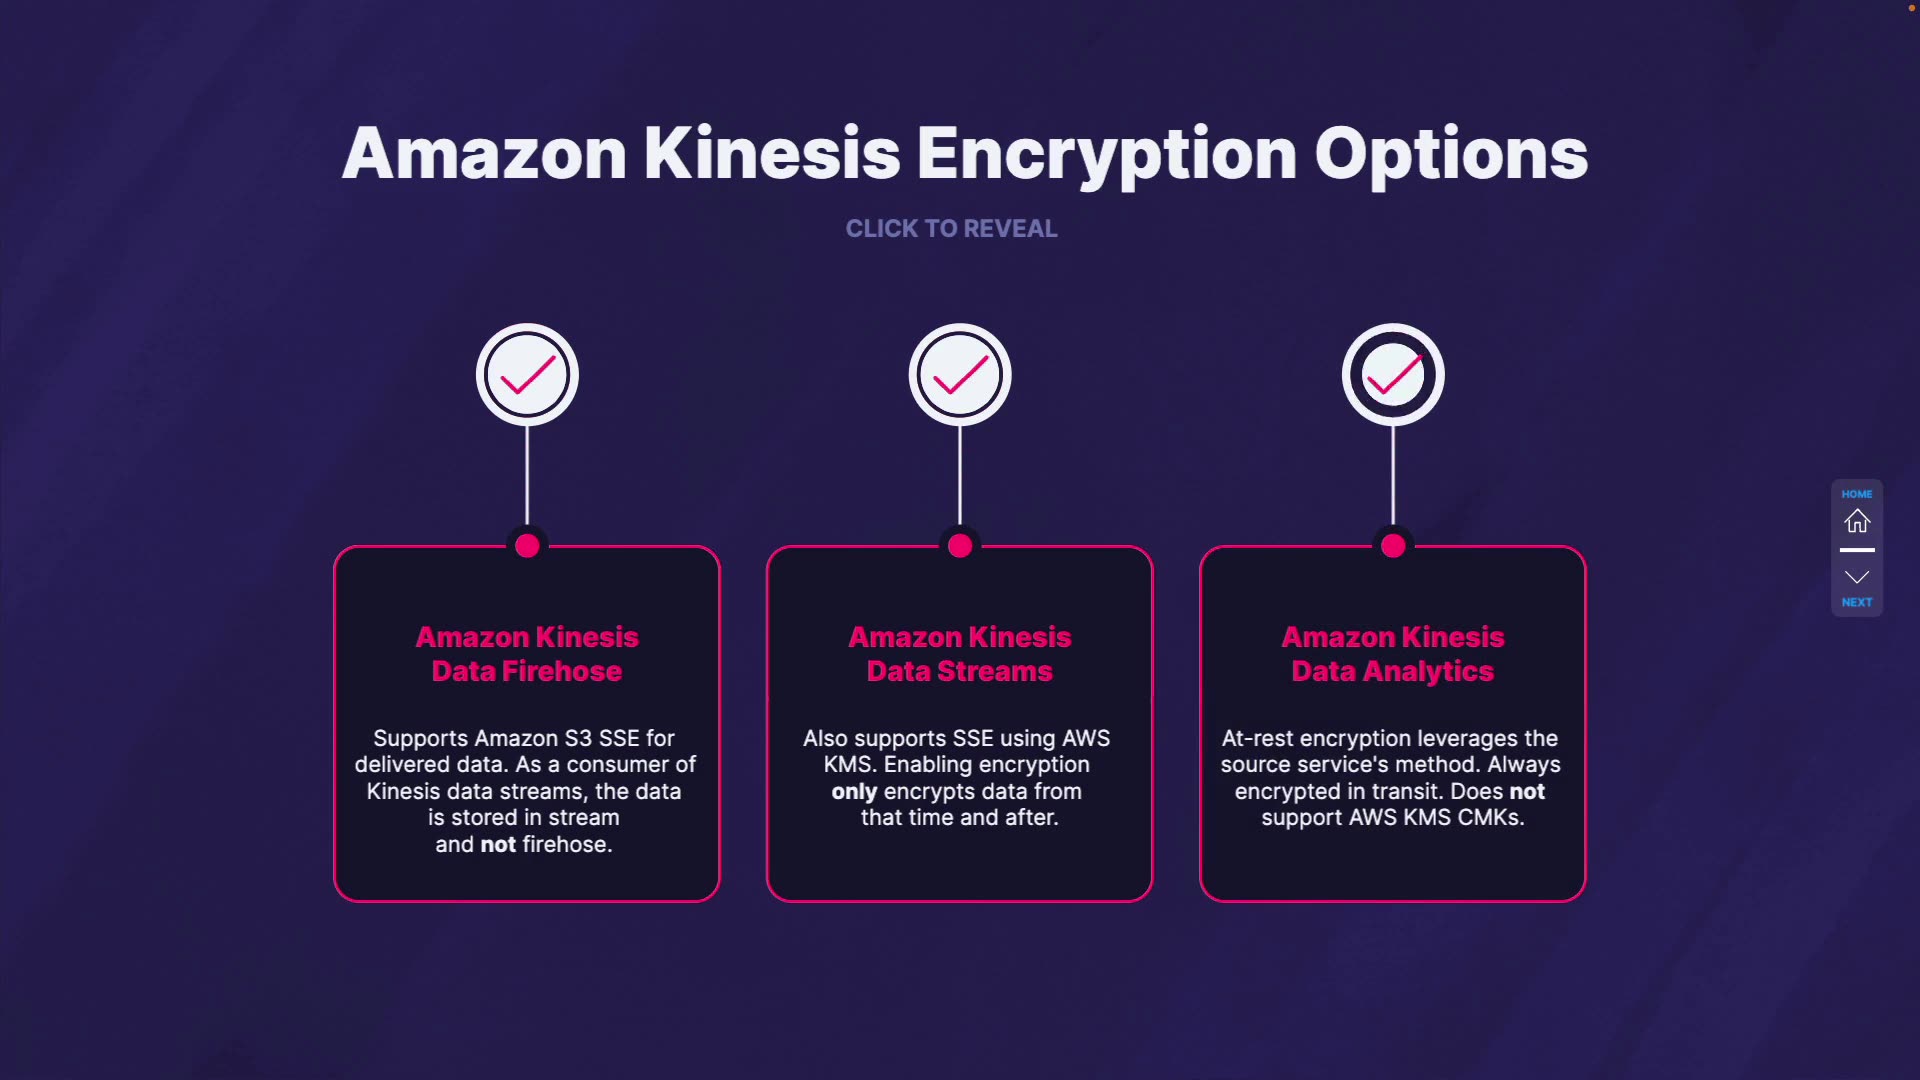 Amazon Kinesis Encryption Options
CLICK TO REVEAL
Amazon Kinesis
Data Firehose
Supports Amazon S3 SSE for
delivered data. As a consumer of
Kinesis data streams, the data
is stored in stream
and not firehose.
Amazon Kinesis
Data Streams
Also supports SSE using AWS
KMS. Enabling encryption
only encrypts data from
that time and after.
Amazon Kinesis
Data Analytics
At-rest encryption leverages the
source service's method. Always
encrypted in transit. Does not
support AWS KMS CMKs.
HOME
NEXT